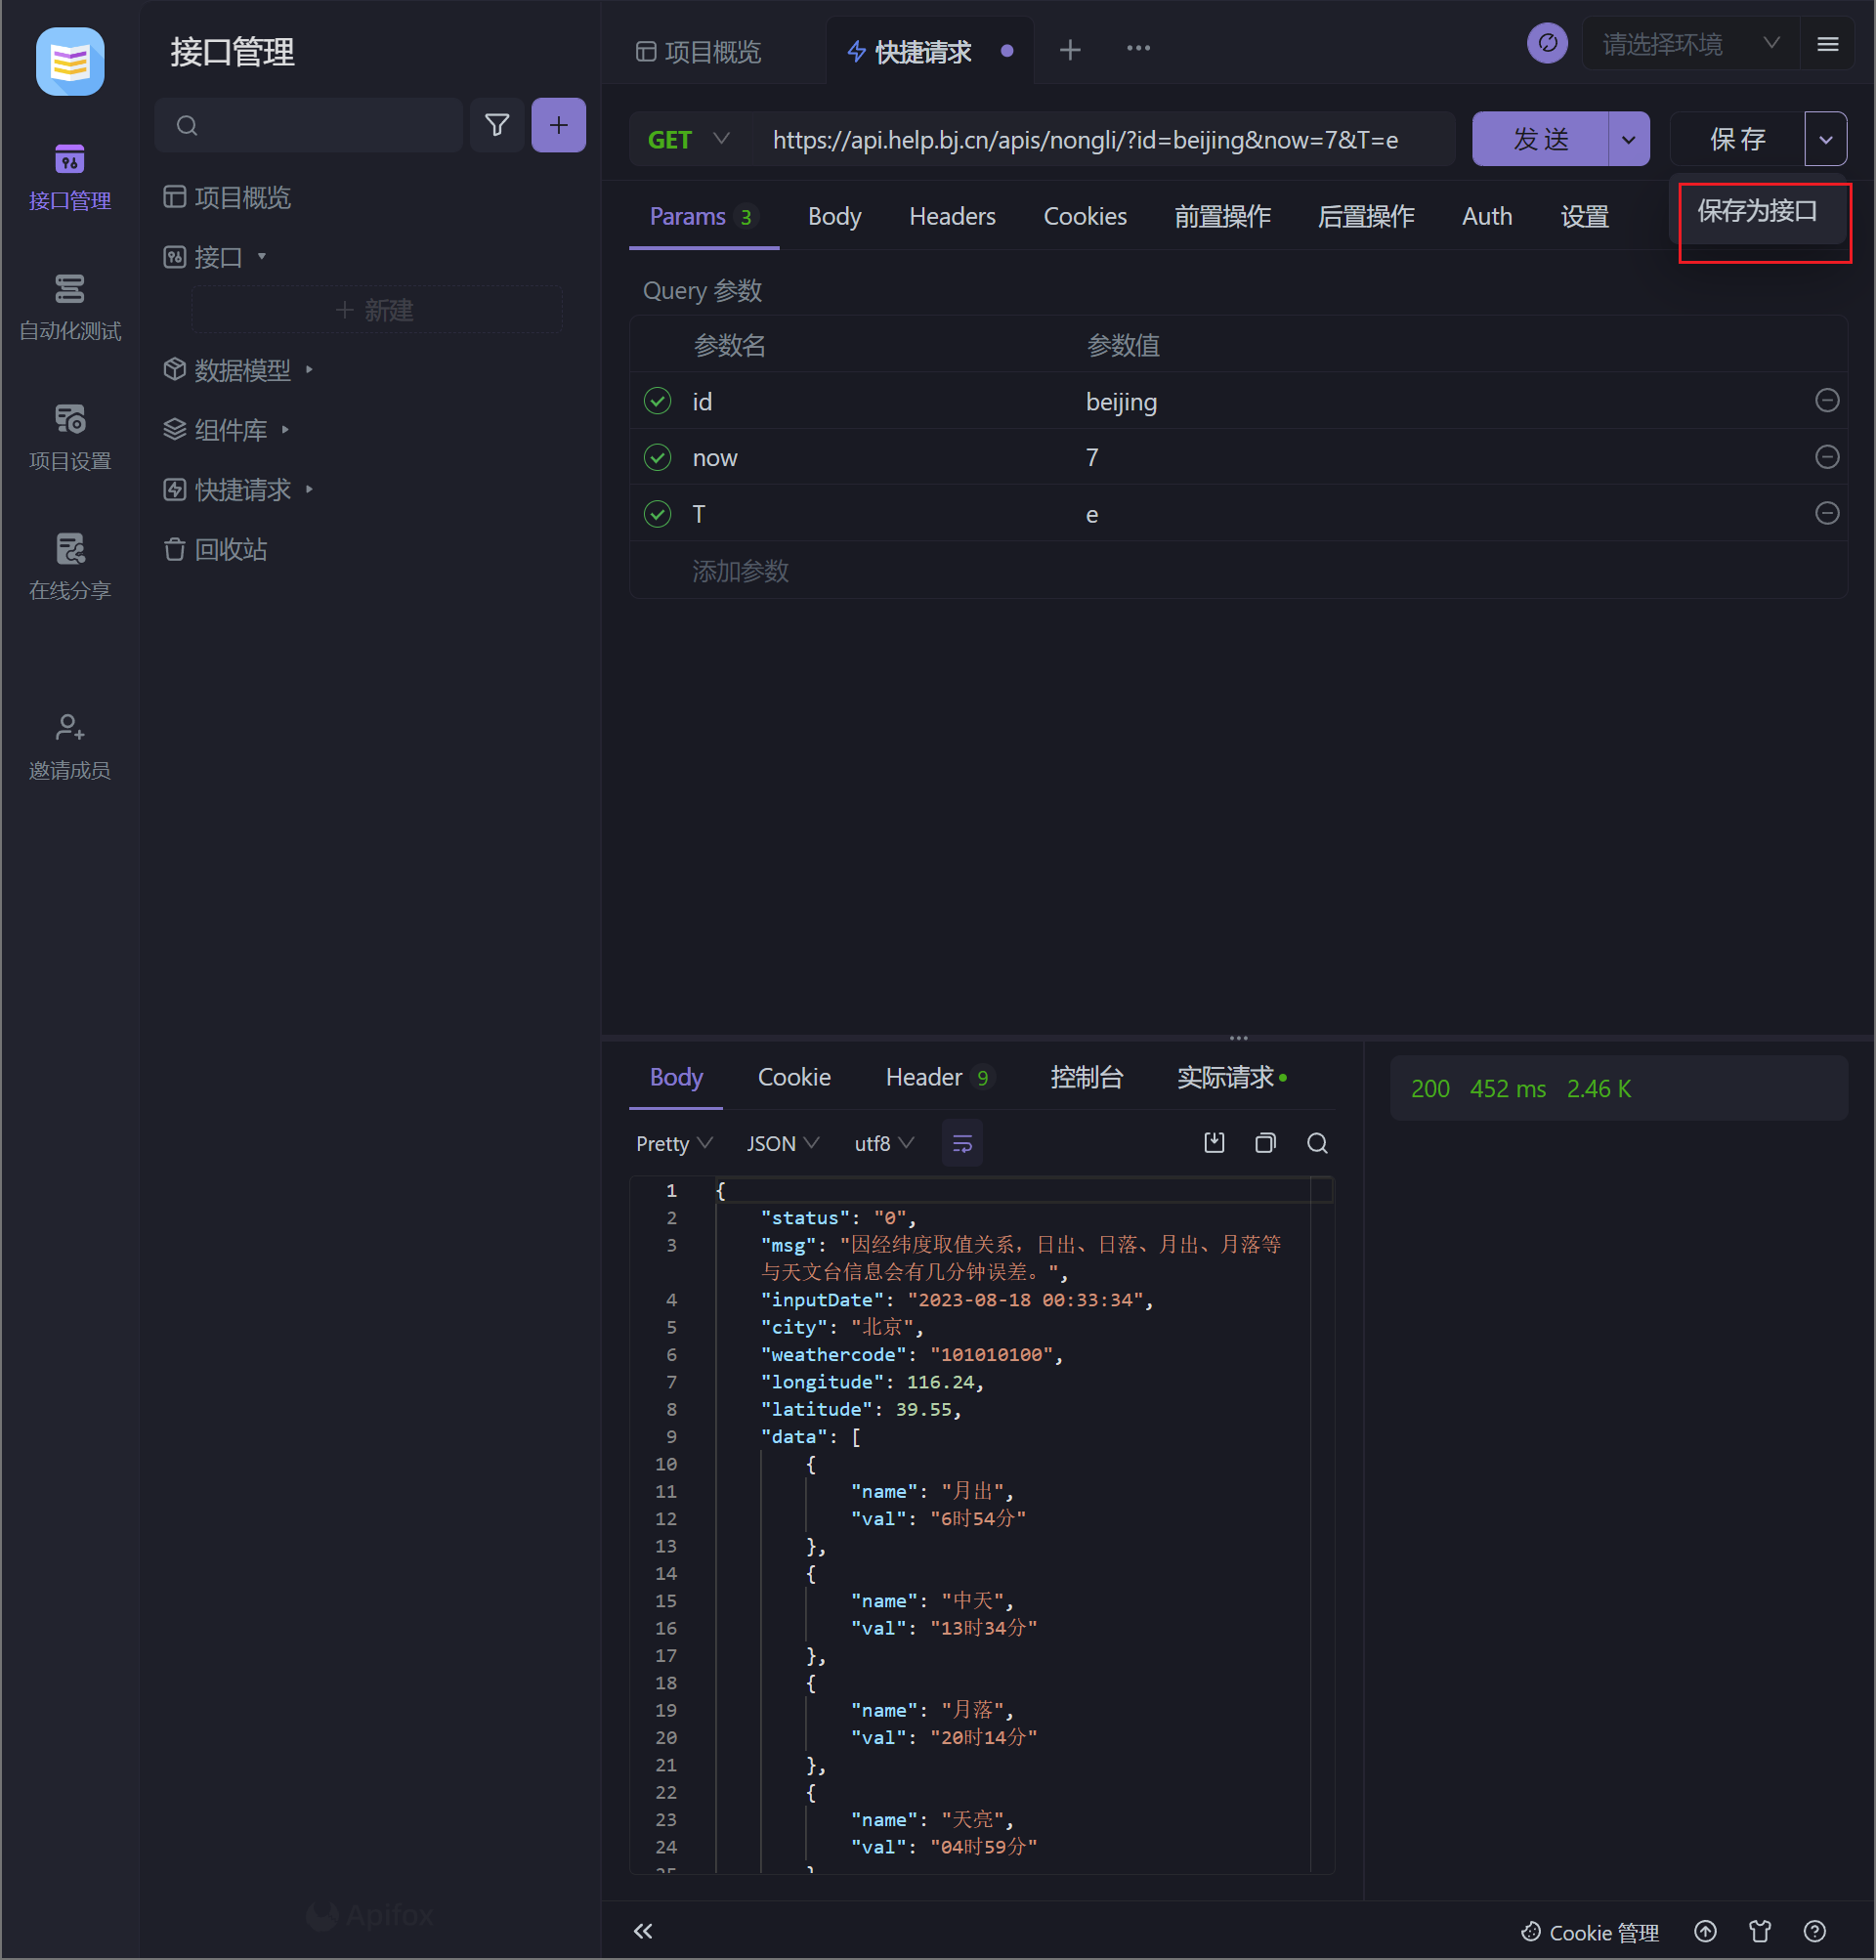 接口管理
项目概览
快捷请求
请选择环境
GET
https://api.help.bj.cn/apis/nongli/?id=beijing&now=7&T=e
发 送
保 存
保存为接口
接口管理
自动化测试
项目设置
在线分享
邀请成员
项目概览
接口
新建
数据模型
组件库
快捷请求
回收站
Params 3
Body
Headers
Cookies
前置操作
后置操作
Auth
设置
Query 参数
参数名 参数值
id beijing
now 7
T e
添加参数
Body
Cookie
Header 9
控制台
实际请求
200 452 ms 2.46 K
Pretty
JSON
utf8
1 {
2 "status": "0",
3 "msg": "因经纬度取值关系，日出、日落、月出、月落等
与天文台信息会有几分钟误差。",
4 "inputDate": "2023-08-18 00:33:34",
5 "city": "北京",
6 "weathercode": "101010100",
7 "longitude": 116.24,
8 "latitude": 39.55,
9 "data": [
10 {
11 "name": "月出",
12 "val": "6时54分"
13 },
14 {
15 "name": "中天",
16 "val": "13时34分"
17 },
18 {
19 "name": "月落",
20 "val": "20时14分"
21 },
22 {
23 "name": "天亮",
24 "val": "04时59分"
Apifox
Cookie 管理